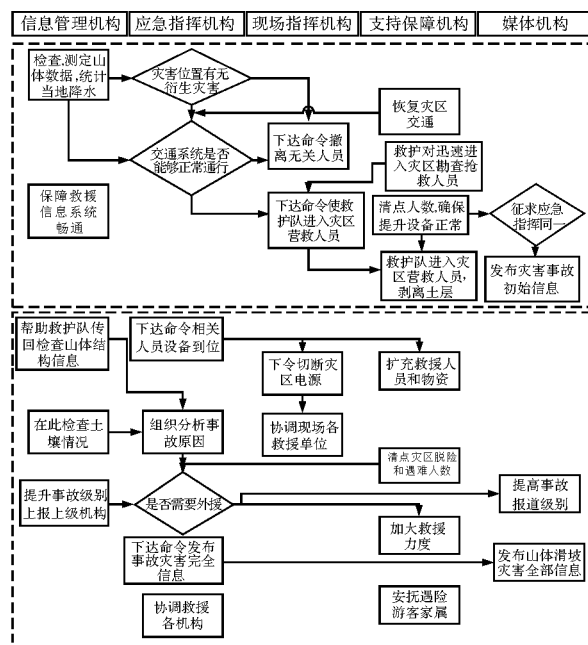 信息管理机构
应急指挥机构
现场指挥机构
支持保障机构
媒体机构
检查,测定山
体数据,统计
当地降水
灾害位置有无
衍生灾害
恢复灾区
交通
交通系统是否
能够正常通行
下达命令撤
离无关人员
救护对迅速进
入灾区勘查抢
救人员
保障救援
信息系统
畅通
下达命令使救
护队进入灾区
营救人员
清点人数,确保
提升设备正常
征求应急
指挥同一
救护队进入灾
区营救人员,
剥离土层
发布灾害事故
初始信息
帮助救护队传
回检查山体结
构信息
下达命令相关
人员设备到位
下令切断灾
区电源
扩充救援人
员和物资
在此检查土
壤情况
组织分析事
故原因
协调现场各
救援单位
清点灾区脱险
和遇难人数
提升事故级别
上报上级机构
是否需要外援
提高事故
报道级别
加大救援
力度
下达命令发布
事故灾害完全
信息
发布山体滑坡
灾害全部信息
协调救援
各机构
安抚遇险
游客家属